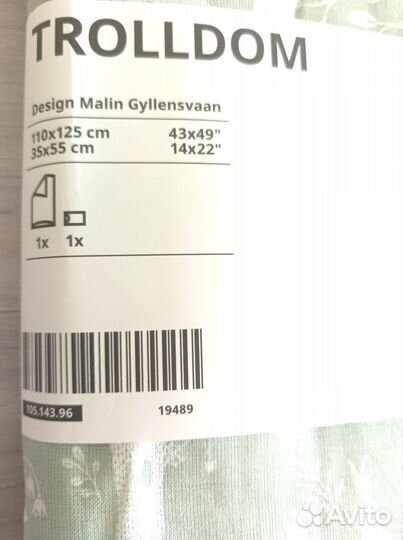 TROLLDOM
Design Malin Gyllensvaan
110x125 cm 43x49"
35x55 cm 14x22"
1x 1x
105.143.96 19489
Avito